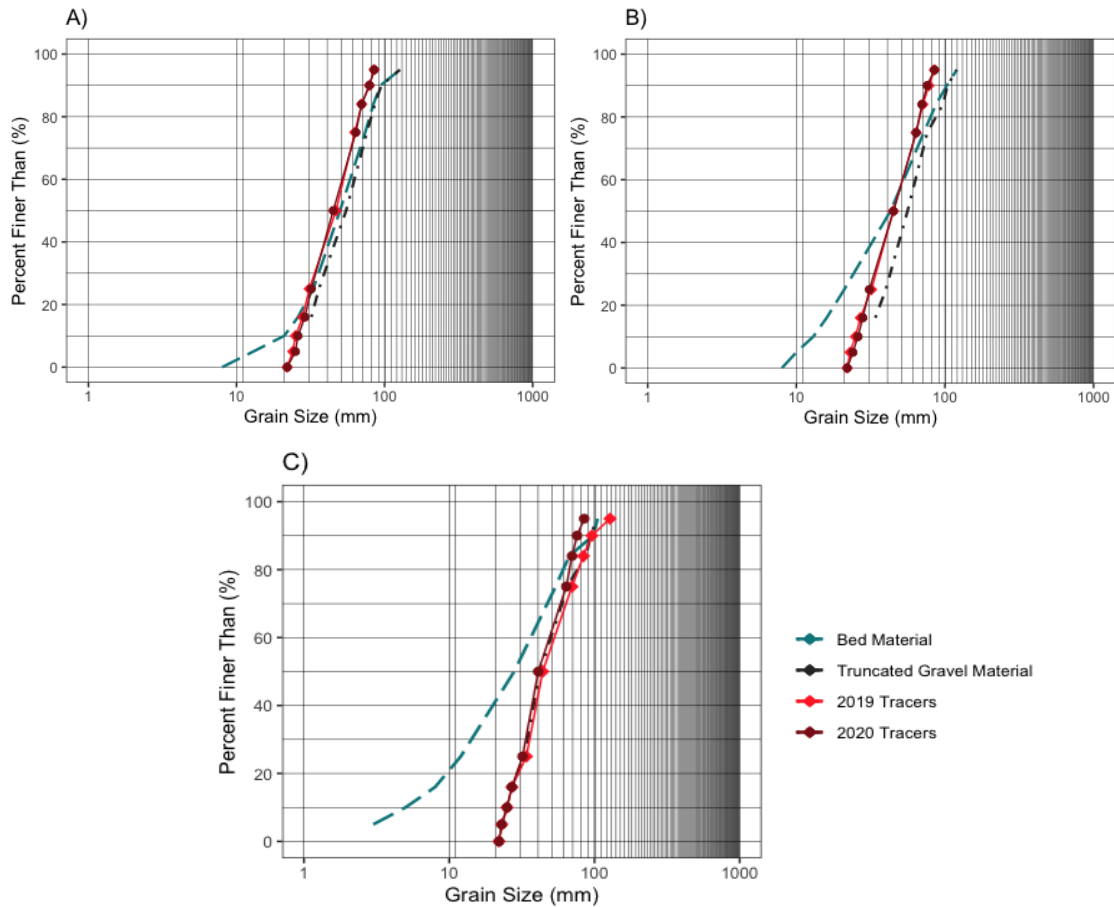 A)
Percent Finer Than (%)
100
80
60
40
20
0
1
10
100
1000
Grain Size (mm)
B)
Percent Finer Than (%)
100
80
60
40
20
0
1
10
100
1000
Grain Size (mm)
C)
Percent Finer Than (%)
100
80
60
40
20
0
1
10
100
1000
Grain Size (mm)
Bed Material
Truncated Gravel Material
2019 Tracers
2020 Tracers